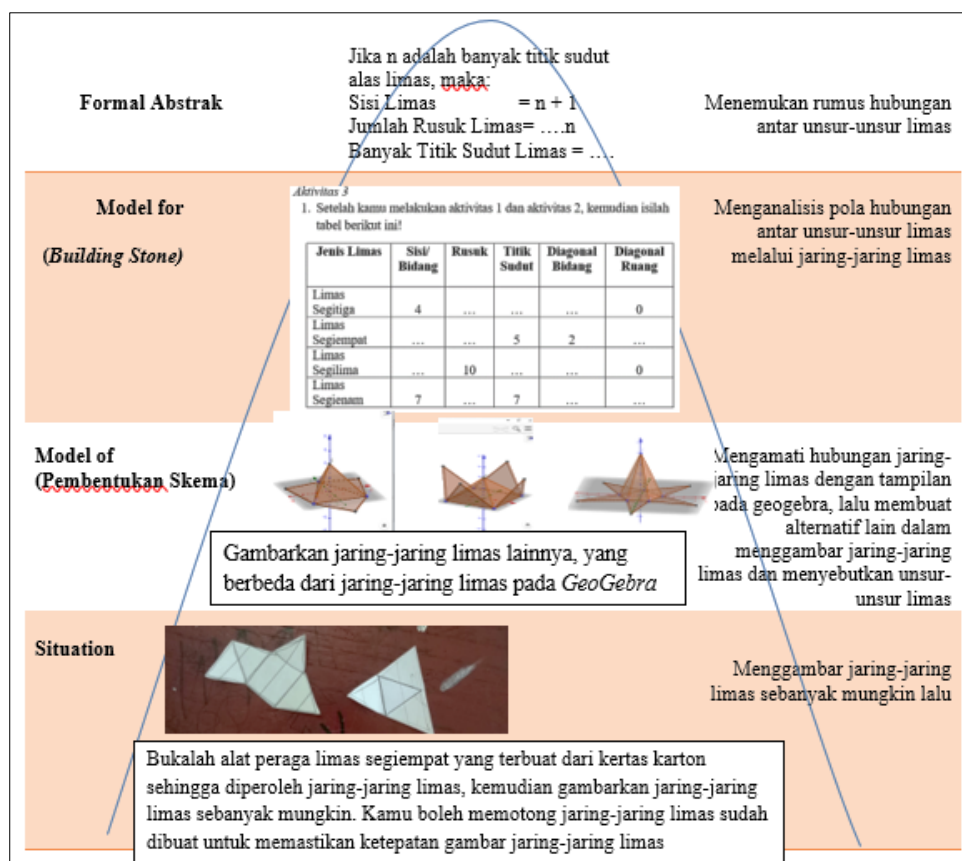 Formal Abstrak
Jika n adalah banyak titik sudut
alas limas, maka:
Sisi Limas = n + 1
Jumlah Rusuk Limas= ….n
Banyak Titik Sudut Limas = ….
Menemukan rumus hubungan
antar unsur-unsur limas
Model for
(Building Stone)
Aktivitas 3
1. Setelah kamu melakukan aktivitas 1 dan aktivitas 2, kemudian isilah
tabel berikut ini!
Jenis Limas Sisi/ Rusuk Titik Diagonal Diagonal
Bidang Sudut Bidang Ruang
Limas
Segitiga 4 … … … 0
Limas
Segiempat … … 5 2 …
Limas
Segilima … 10 … … 0
Limas
Segienam 7 … 7 … …
Menganalisis pola hubungan
antar unsur-unsur limas
melalui jaring-jaring limas
Model of
(Pembentukan Skema)
Mengamati hubungan jaring-
jaring limas dengan tampilan
pada geogebra, lalu membuat
alternatif lain dalam
menggambar jaring-jaring
limas dan menyebutkan unsur-
unsur limas
Gambarkan jaring-jaring limas lainnya, yang
berbeda dari jaring-jaring limas pada GeoGebra
Situation
Menggambar jaring-jaring
limas sebanyak mungkin lalu
Bukalah alat peraga limas segiempat yang terbuat dari kertas karton
sehingga diperoleh jaring-jaring limas, kemudian gambarkan jaring-jaring
limas sebanyak mungkin. Kamu boleh memotong jaring-jaring limas sudah
dibuat untuk memastikan ketepatan gambar jaring-jaring limas